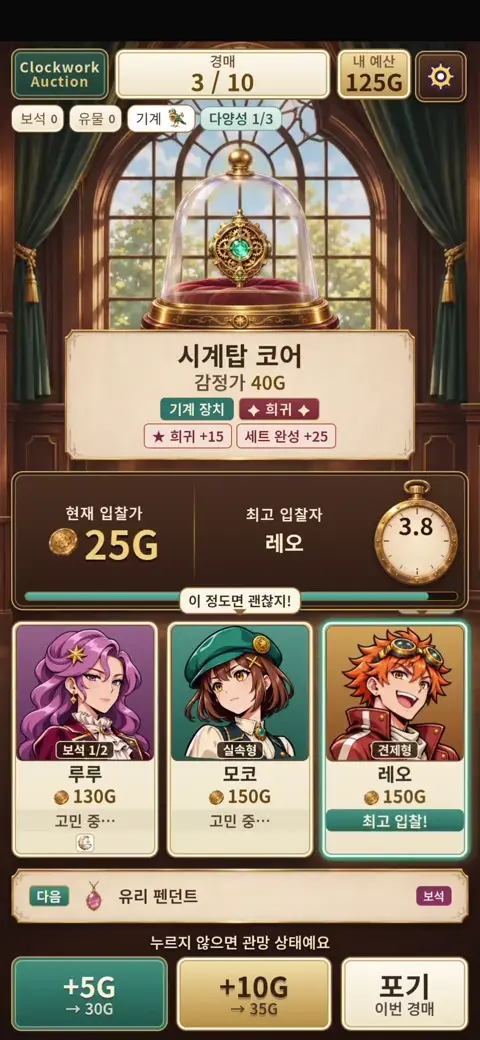 Clockwork
Auction
경매
3 / 10
내 예산
125G
보석 0
유물 0
기계
다양성 1/3
시계탑 코어
감정가 40G
기계 장치
✦ 희귀 ✦
★ 희귀 +15
세트 완성 +25
현재 입찰가
25G
최고 입찰자
레오
3.8
이 정도면 괜찮지!
보석 1/2
루루
130G
고민 중···
실속형
모코
150G
고민 중···
견제형
레오
150G
최고 입찰!
다음
유리 펜던트
보석
누르지 않으면 관망 상태예요
+5G
→ 30G
+10G
→ 35G
포기
이번 경매